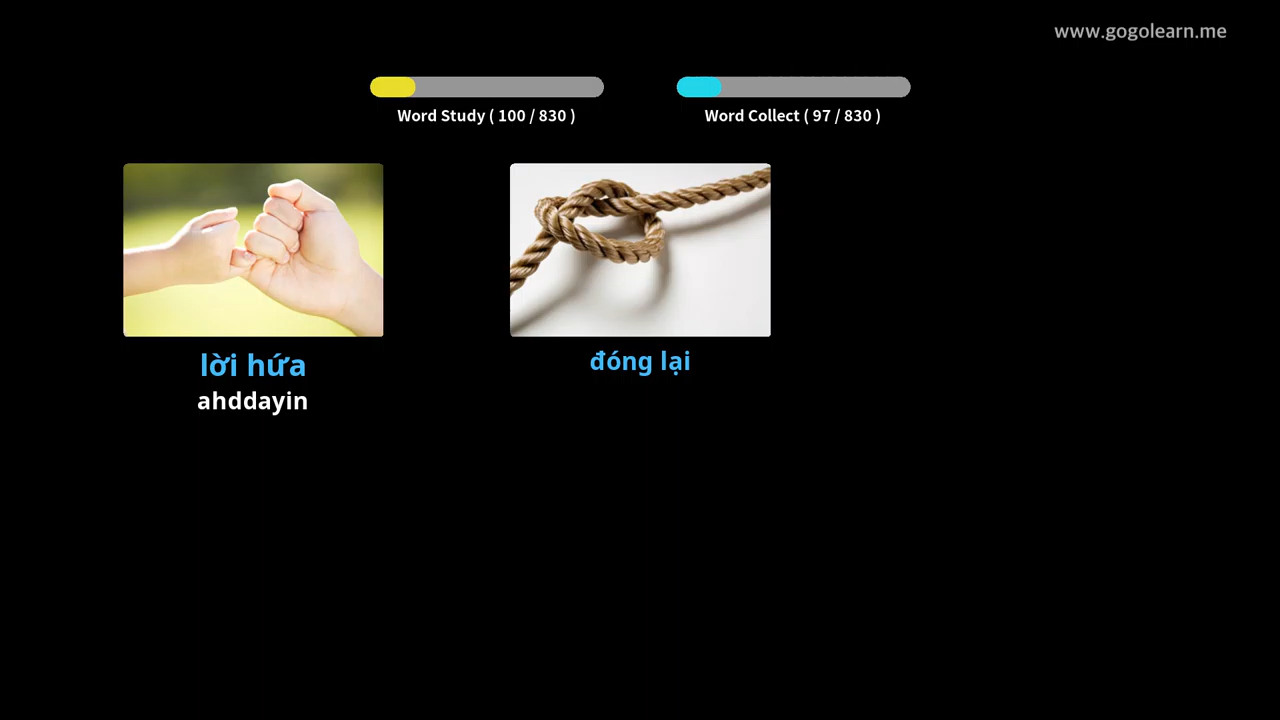 www.gogolearn.me
Word Study ( 100 / 830 )
Word Collect ( 97 / 830 )
lời hứa
ahddayin
đóng lại